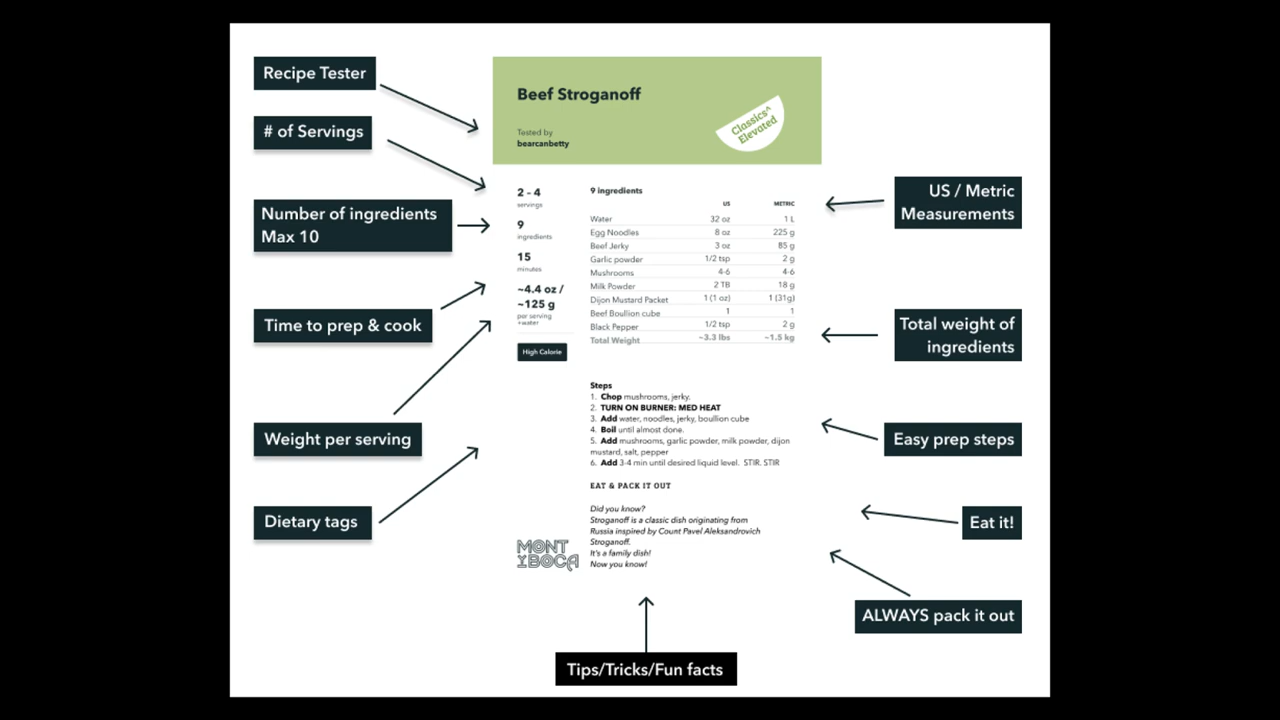 Recipe Tester
# of Servings
Number of ingredients
Max 10
Time to prep & cook
Weight per serving
Dietary tags
Beef Stroganoff
Tested by
bearcanbetty
Classics^
Elevated
2 - 4
servings
9
ingredients
15
minutes
~4.4 oz /
~125 g
per serving
+water
High Calorie
9 ingredients
US METRIC
Water 32 oz 1 L
Egg Noodles 8 oz 225 g
Beef Jerky 3 oz 85 g
Garlic powder 1/2 tsp 2 g
Mushrooms 4-6 4-6
Milk Powder 2 TB 18 g
Dijon Mustard Packet 1 (1 oz) 1 (31g)
Beef Boullion cube 1 1
Black Pepper 1/2 tsp 2 g
Total Weight ~3.3 lbs ~1.5 kg
Steps
1. Chop mushrooms, jerky.
2. TURN ON BURNER: MED HEAT
3. Add water, noodles, jerky, boullion cube
4. Boil until almost done.
5. Add mushrooms, garlic powder, milk powder, dijon
mustard, salt, pepper
6. Add 3-4 min until desired liquid level. STIR. STIR
EAT & PACK IT OUT
Did you know?
Stroganoff is a classic dish originating from
Russia inspired by Count Pavel Aleksandrovich
Stroganoff.
It's a family dish!
Now you know!
MONT
Y BOCA
US / Metric
Measurements
Total weight of
ingredients
Easy prep steps
Eat it!
ALWAYS pack it out
Tips/Tricks/Fun facts